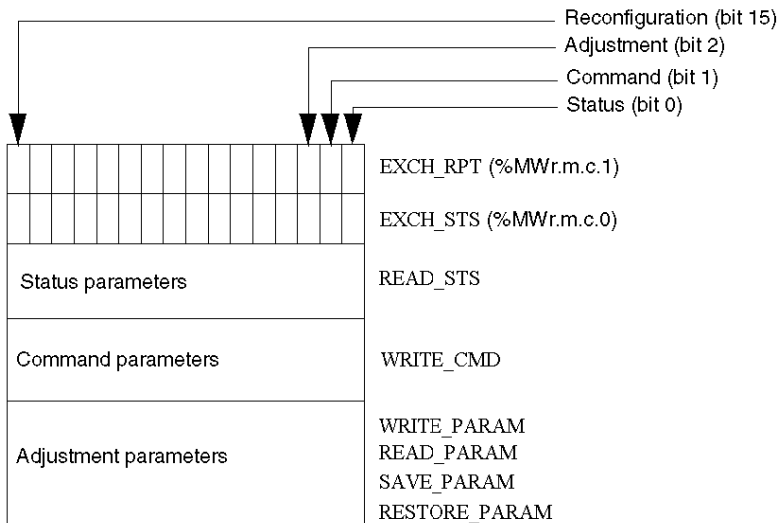 Reconfiguration (bit 15)
Adjustment (bit 2)
Command (bit 1)
Status (bit 0)
EXCH_RPT (%MWr.m.c.1)
EXCH_STS (%MWr.m.c.0)
Status parameters READ_STS
Command parameters WRITE_CMD
WRITE_PARAM
Adjustment parameters READ_PARAM
SAVE_PARAM
RESTORE_PARAM